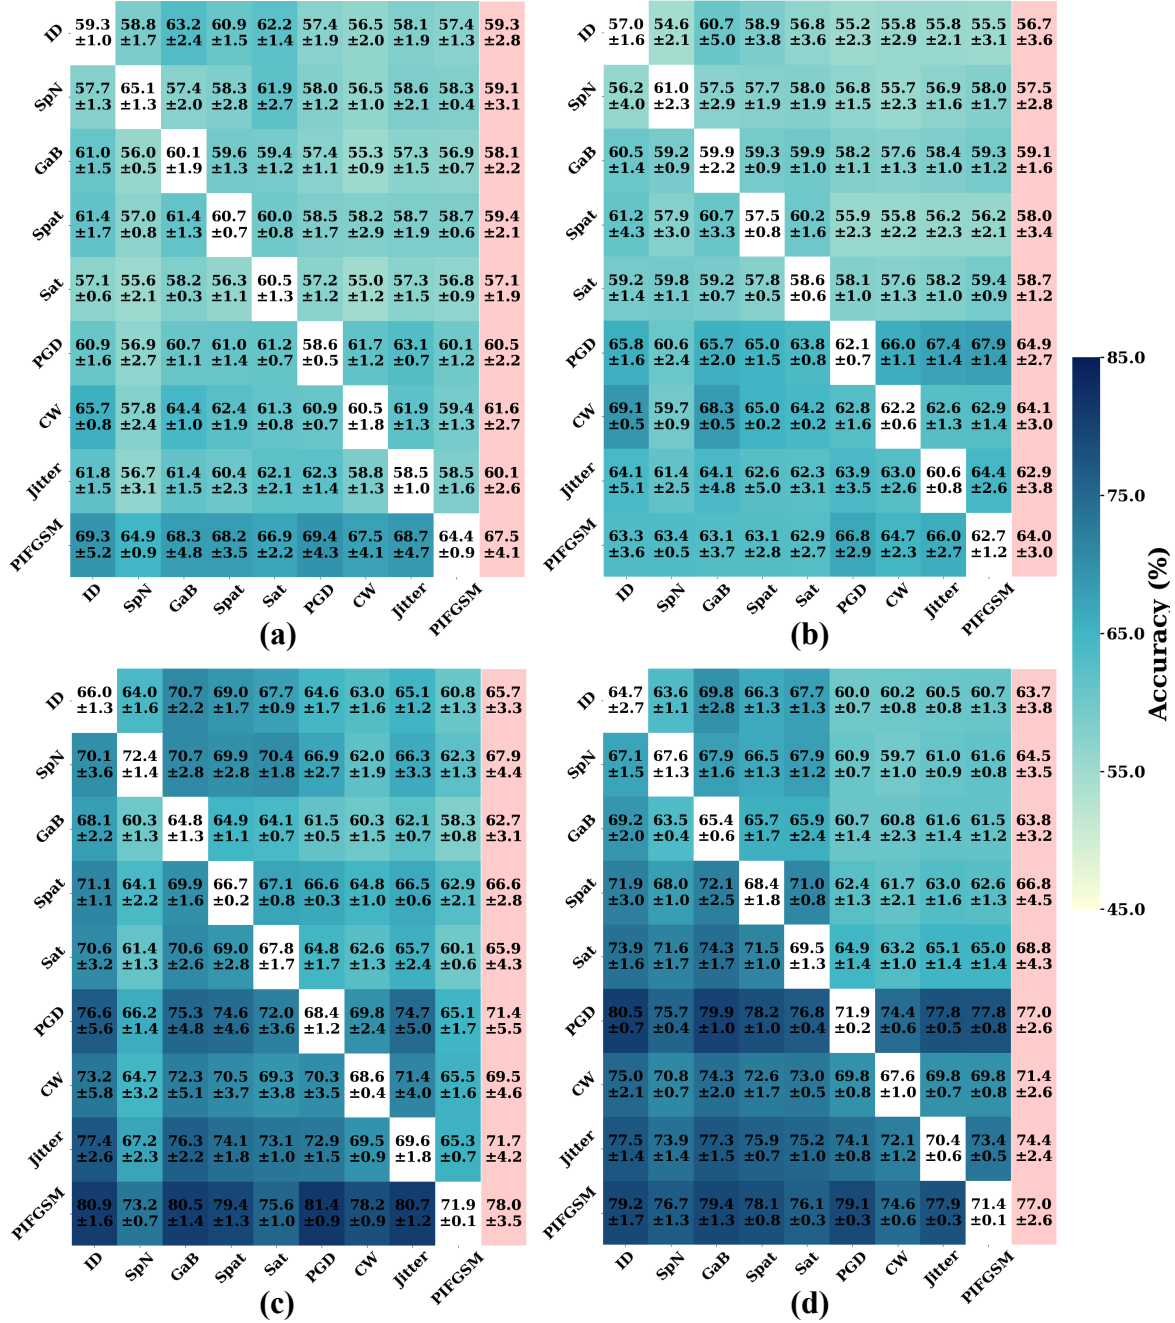 ID 59.3 58.8 63.2 60.9 62.2 57.4 56.5 58.1 57.4 59.3
±1.0 ±1.7 ±2.4 ±1.5 ±1.4 ±1.9 ±2.0 ±1.9 ±1.3 ±2.8
SpN 57.7 65.1 57.4 58.3 61.9 58.0 56.5 58.6 58.3 59.1
±1.3 ±1.3 ±2.0 ±2.8 ±2.7 ±1.2 ±1.0 ±2.1 ±0.4 ±3.1
GaB 61.0 56.0 60.1 59.6 59.4 57.4 55.3 57.3 56.9 58.1
±1.5 ±0.5 ±1.9 ±1.3 ±1.2 ±1.1 ±0.9 ±1.5 ±0.7 ±2.2
Spat 61.4 57.0 61.4 60.7 60.0 58.5 58.2 58.7 58.7 59.4
±1.7 ±0.8 ±1.3 ±0.7 ±0.8 ±1.7 ±2.9 ±1.9 ±0.6 ±2.1
Sat 57.1 55.6 58.2 56.3 60.5 57.2 55.0 57.3 56.8 57.1
±0.6 ±2.1 ±0.3 ±1.1 ±1.3 ±1.2 ±1.2 ±1.5 ±0.9 ±1.9
PGD 60.9 56.9 60.7 61.0 61.2 58.6 61.7 63.1 60.1 60.5
±1.6 ±2.7 ±1.1 ±1.4 ±0.7 ±0.5 ±1.2 ±0.7 ±1.2 ±2.2
CW 65.7 57.8 64.4 62.4 61.3 60.9 60.5 61.9 59.4 61.6
±0.8 ±2.4 ±1.0 ±1.9 ±0.8 ±0.7 ±1.8 ±1.3 ±1.3 ±2.7
Jitter 61.8 56.7 61.4 60.4 62.1 62.3 58.8 58.5 58.5 60.1
±1.5 ±3.1 ±1.5 ±2.3 ±2.1 ±1.4 ±1.3 ±1.0 ±1.6 ±2.6
PIFGSM 69.3 64.9 68.3 68.2 66.9 69.4 67.5 68.7 64.4 67.5
±5.2 ±0.9 ±4.8 ±3.5 ±2.2 ±4.3 ±4.1 ±4.7 ±0.9 ±4.1
ID SpN GaB Spat Sat PGD CW Jitter PIFGSM
(a)
ID 57.0 54.6 60.7 58.9 58.6 55.2 55.8 55.8 55.5 56.7
±1.6 ±2.1 ±5.0 ±3.8 ±3.6 ±2.3 ±2.9 ±2.1 ±3.1 ±3.6
SpN 56.2 61.0 57.5 57.7 58.0 56.8 55.7 56.9 58.0 57.5
±4.0 ±2.3 ±2.9 ±1.9 ±1.9 ±1.5 ±2.3 ±1.6 ±1.7 ±2.8
GaB 60.5 59.2 59.9 59.3 59.9 58.2 57.6 58.4 59.3 59.1
±1.4 ±0.9 ±2.2 ±0.9 ±1.0 ±1.1 ±1.3 ±1.0 ±1.2 ±1.6
Spat 61.2 57.9 60.7 57.5 60.2 55.9 55.8 56.2 56.2 58.0
±4.3 ±3.0 ±3.3 ±0.8 ±1.6 ±2.3 ±2.2 ±2.3 ±2.1 ±3.4
Sat 59.2 59.8 59.2 57.8 58.6 58.1 57.6 58.2 59.4 58.7
±1.4 ±1.1 ±0.7 ±0.5 ±0.6 ±1.0 ±1.3 ±1.0 ±0.9 ±1.2
PGD 65.8 60.6 65.7 65.0 63.8 62.1 66.0 67.4 67.9 64.9
±1.6 ±2.4 ±2.0 ±1.5 ±0.8 ±0.7 ±1.1 ±1.4 ±1.4 ±2.7
CW 69.1 59.7 68.3 65.0 64.2 62.8 62.2 62.6 62.9 64.1
±0.5 ±0.9 ±0.5 ±0.2 ±0.2 ±1.6 ±0.6 ±1.3 ±1.4 ±3.0
Jitter 64.1 61.4 64.1 62.6 62.3 63.9 63.0 60.6 64.4 62.9
±5.1 ±2.5 ±4.8 ±5.0 ±3.1 ±3.5 ±2.6 ±0.8 ±2.6 ±3.8
PIFGSM 63.3 63.4 63.1 63.1 62.9 66.8 64.7 66.0 62.7 64.0
±3.6 ±0.5 ±3.7 ±2.8 ±2.7 ±2.9 ±2.3 ±2.7 ±1.2 ±3.0
ID SpN GaB Spat Sat PGD CW Jitter PIFGSM
(b)
85.0
75.0
65.0
55.0
45.0
Accuracy (%)
ID 66.0 64.0 70.7 69.0 67.7 64.6 63.0 65.1 60.8 65.7
±1.3 ±1.6 ±2.2 ±1.7 ±0.9 ±1.7 ±1.6 ±1.2 ±1.3 ±3.3
SpN 70.1 72.4 70.7 69.9 70.4 66.9 62.0 66.3 62.3 67.9
±3.6 ±1.4 ±2.8 ±2.8 ±1.8 ±2.7 ±1.9 ±3.3 ±1.3 ±4.4
GaB 68.1 60.3 64.8 64.9 64.1 61.5 60.3 62.1 58.3 62.7
±2.2 ±1.3 ±1.3 ±1.1 ±0.7 ±0.5 ±1.5 ±0.7 ±0.8 ±3.1
Spat 71.1 64.1 69.9 66.7 67.1 66.6 64.8 66.5 62.9 66.6
±1.1 ±2.2 ±1.6 ±0.2 ±0.8 ±0.3 ±1.0 ±0.6 ±2.1 ±2.8
Sat 70.6 61.4 70.6 69.0 67.8 64.8 62.6 65.7 60.1 65.9
±3.2 ±1.3 ±2.6 ±2.8 ±1.7 ±1.7 ±1.3 ±2.4 ±0.6 ±4.3
PGD 76.6 66.2 75.3 74.6 72.0 68.4 69.8 74.7 65.1 71.4
±5.6 ±1.4 ±4.8 ±4.6 ±3.6 ±1.2 ±2.4 ±5.0 ±1.7 ±5.5
CW 73.2 64.7 72.3 70.5 69.3 70.3 68.6 71.4 65.5 69.5
±5.8 ±3.2 ±5.1 ±3.7 ±3.8 ±3.5 ±0.4 ±4.0 ±1.6 ±4.6
Jitter 77.4 67.2 76.3 74.1 73.1 72.9 69.5 69.6 65.3 71.7
±2.6 ±2.3 ±2.2 ±1.8 ±1.0 ±1.5 ±0.9 ±1.8 ±0.7 ±4.2
PIFGSM 80.9 73.2 80.5 79.4 75.6 81.4 78.2 80.7 71.9 78.0
±1.6 ±0.7 ±1.4 ±1.3 ±1.0 ±0.9 ±0.9 ±1.2 ±0.1 ±3.5
ID SpN GaB Spat Sat PGD CW Jitter PIFGSM
(c)
ID 64.7 63.6 69.8 66.3 67.7 60.0 60.2 60.5 60.7 63.7
±2.7 ±1.1 ±2.8 ±1.3 ±1.3 ±0.7 ±0.8 ±0.8 ±1.3 ±3.8
SpN 67.1 67.6 67.9 66.5 67.9 60.9 59.7 61.0 61.6 64.5
±1.5 ±1.3 ±1.6 ±1.3 ±1.2 ±0.7 ±1.0 ±0.9 ±0.8 ±3.5
GaB 69.2 63.5 65.4 65.7 65.9 60.7 60.8 61.6 61.5 63.8
±2.0 ±0.4 ±0.6 ±1.7 ±2.4 ±1.4 ±2.3 ±1.4 ±1.2 ±3.2
Spat 71.9 68.0 72.1 68.4 71.0 62.4 61.7 63.0 62.6 66.8
±3.0 ±1.0 ±2.5 ±1.8 ±0.8 ±1.3 ±2.1 ±1.6 ±1.3 ±4.5
Sat 73.9 71.6 74.3 71.5 69.5 64.9 63.2 65.1 65.0 68.8
±1.6 ±1.7 ±1.7 ±1.0 ±1.3 ±1.4 ±1.0 ±1.4 ±1.4 ±4.3
PGD 80.5 75.7 79.9 78.2 76.8 71.9 74.4 77.8 77.8 77.0
±0.7 ±0.4 ±1.0 ±1.0 ±0.4 ±0.2 ±0.6 ±0.5 ±0.8 ±2.6
CW 75.0 70.8 74.3 72.6 73.0 69.8 67.6 69.8 69.8 71.4
±2.1 ±0.7 ±2.0 ±1.7 ±0.5 ±0.8 ±1.0 ±0.7 ±0.8 ±2.6
Jitter 77.5 73.9 77.3 75.9 75.2 74.1 72.1 70.4 73.4 74.4
±1.4 ±1.4 ±1.5 ±0.7 ±1.0 ±0.8 ±1.2 ±0.6 ±0.5 ±2.4
PIFGSM 79.2 76.7 79.4 78.1 76.1 79.1 74.6 77.9 71.4 77.0
±1.7 ±1.3 ±1.3 ±0.8 ±0.3 ±0.3 ±0.6 ±0.3 ±0.1 ±2.6
ID SpN GaB Spat Sat PGD CW Jitter PIFGSM
(d)